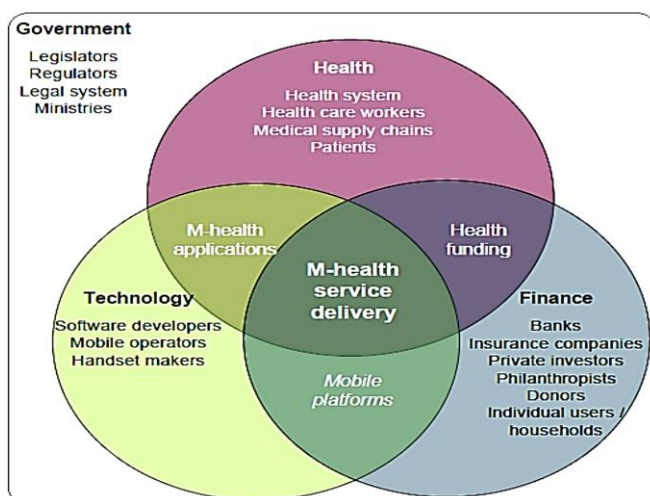 Government
Legislators
Regulators
Legal system
Ministries
Health
Health system
Health care workers
Medical supply chains
Patients
M-health
applications
Health
funding
M-health
service
delivery
Technology
Software developers
Mobile operators
Handset makers
Finance
Banks
Insurance companies
Private investors
Philanthropists
Donors
Individual users /
households
Mobile
platforms